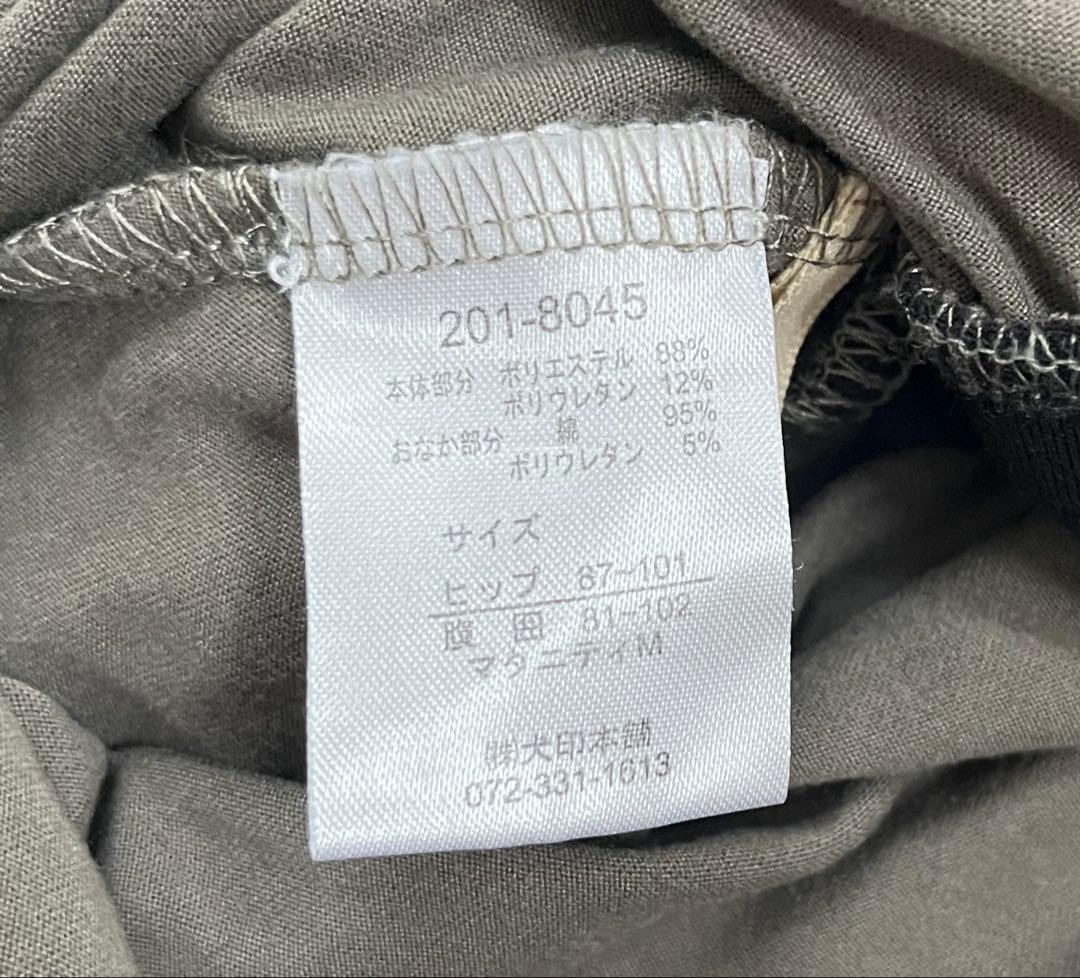 201-8045
本体部分 ポリエステル 88%
ポリウレタン 12%
おなか部分 綿 95%
ポリウレタン 5%
サイズ
ヒップ 87~101
腹 囲 81~102
マタニティM
㈱犬印本舗
072-331-1613